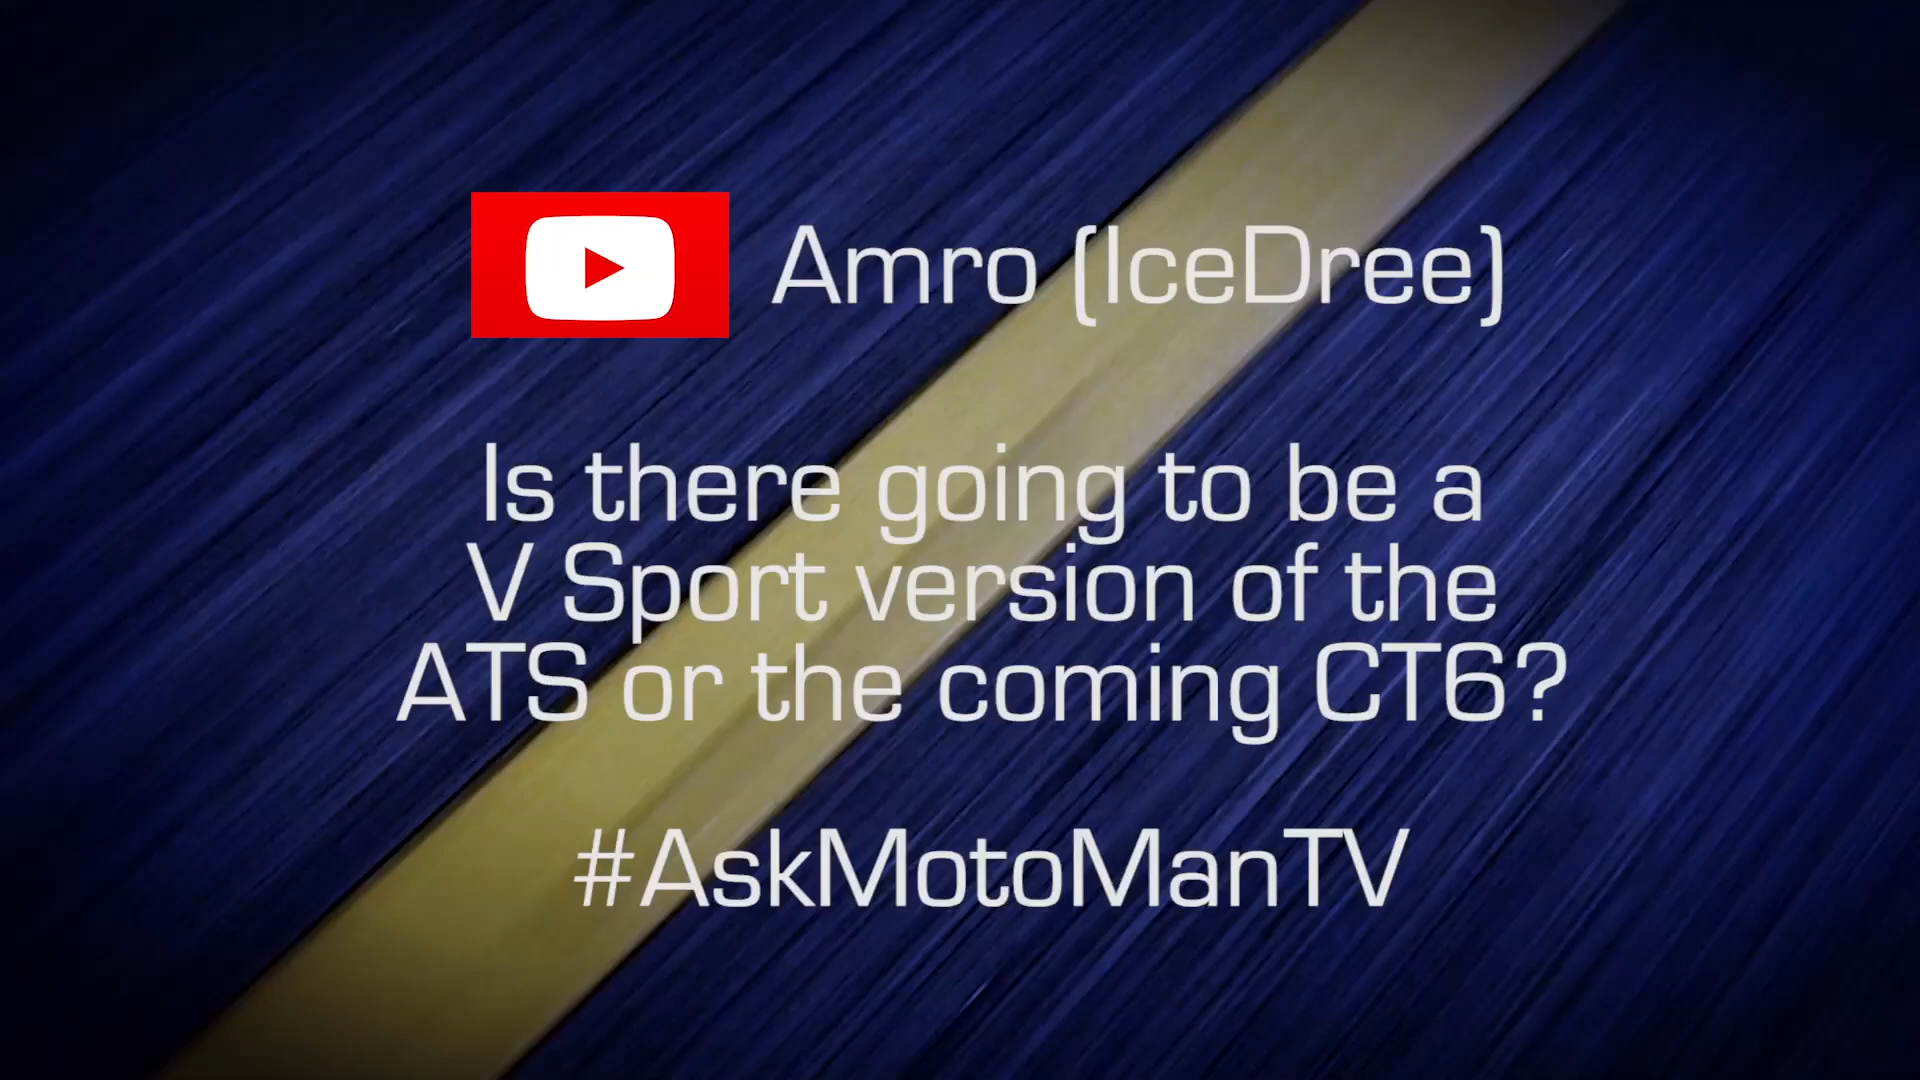 Amro (IceDree)
Is there going to be a
V Sport version of the
ATS or the coming CT6?
#AskMotoManTV